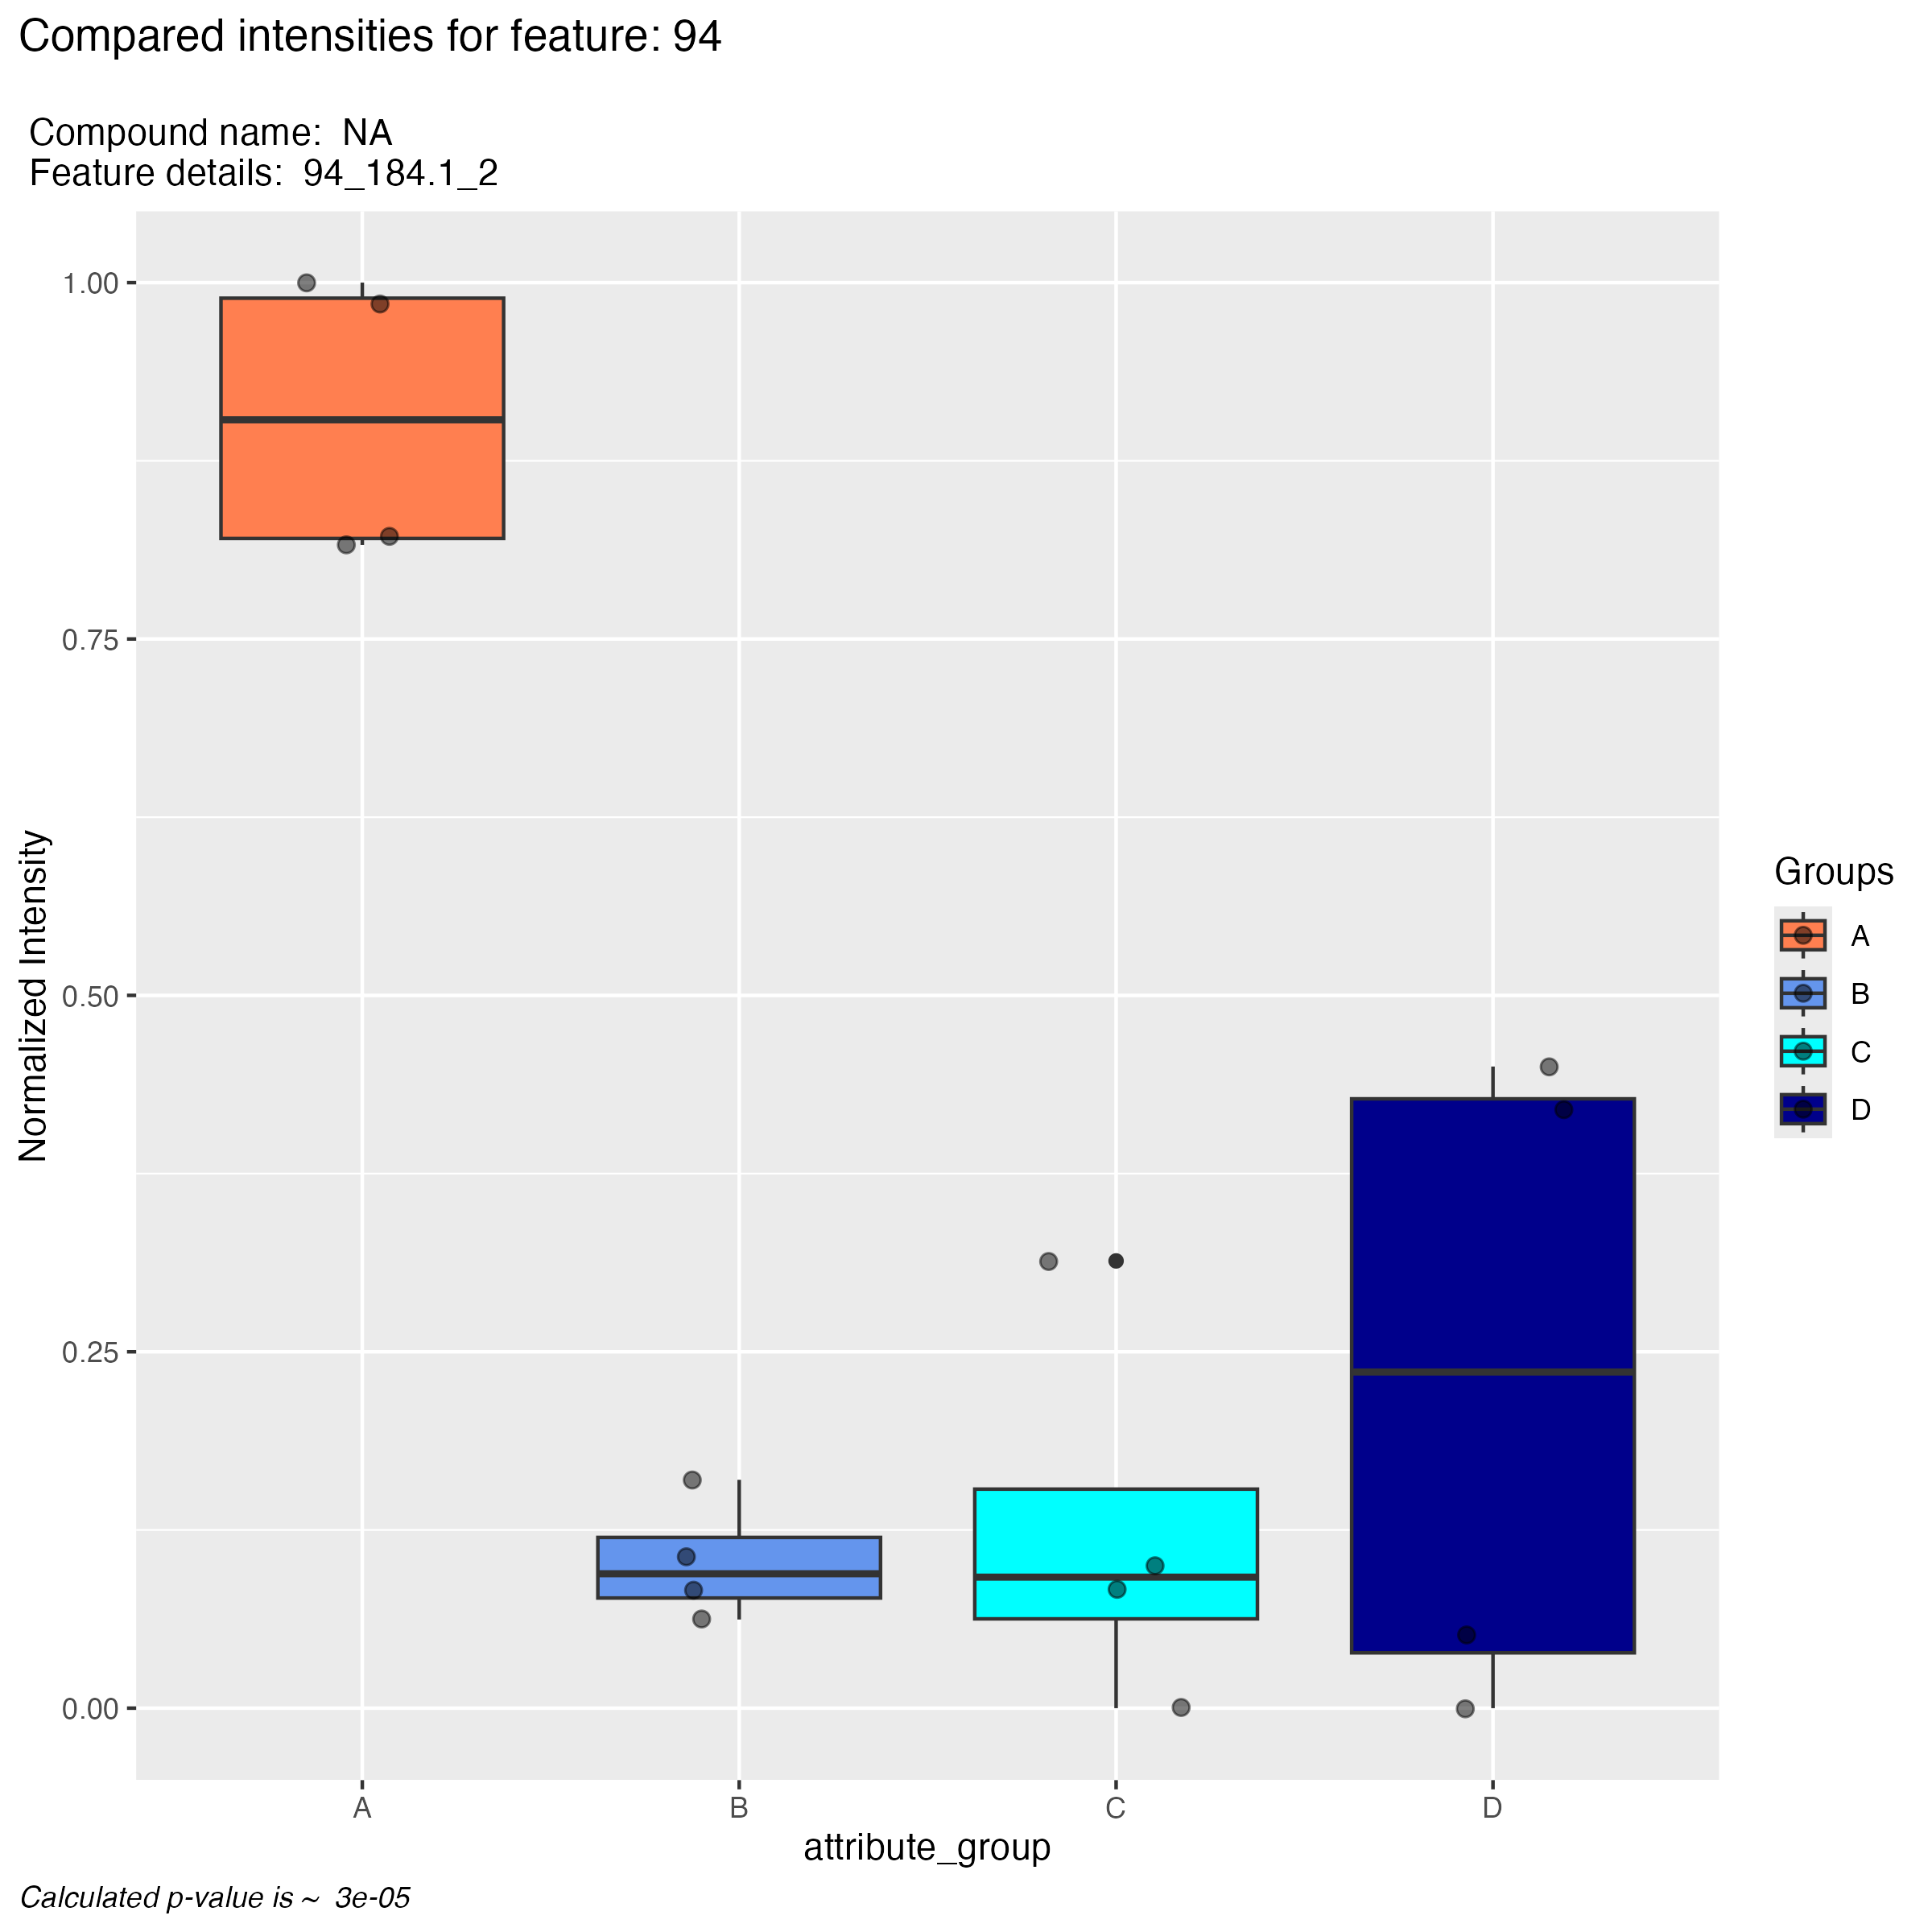 Compared intensities for feature: 94
Compound name:  NA
Feature details:  94_184.1_2
Normalized Intensity
1.00
0.75
0.50
0.25
0.00
A
B
C
D
attribute_group
Groups
A
B
C
D
Calculated p-value is ~  3e-05